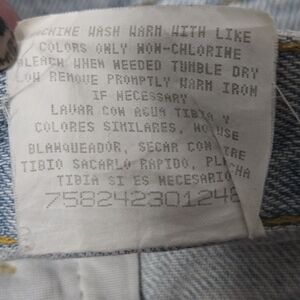 MACHINE WASH WARM WITH LIKE
COLORS ONLY NON-CHLORINE
BLEACH WHEN NEEDED TUMBLE DRY
LOW REMOVE PROMPTLY WARM IRON
IF NECESSARY
LAVAR CON AGUA TIBIA Y
COLORES SIMILARES, NO USE
BLANQUEADOR, SECAR CON
TIBIO SACARLO RAPIDO, PLANCHA
TIBIA SI ES NECESARIO